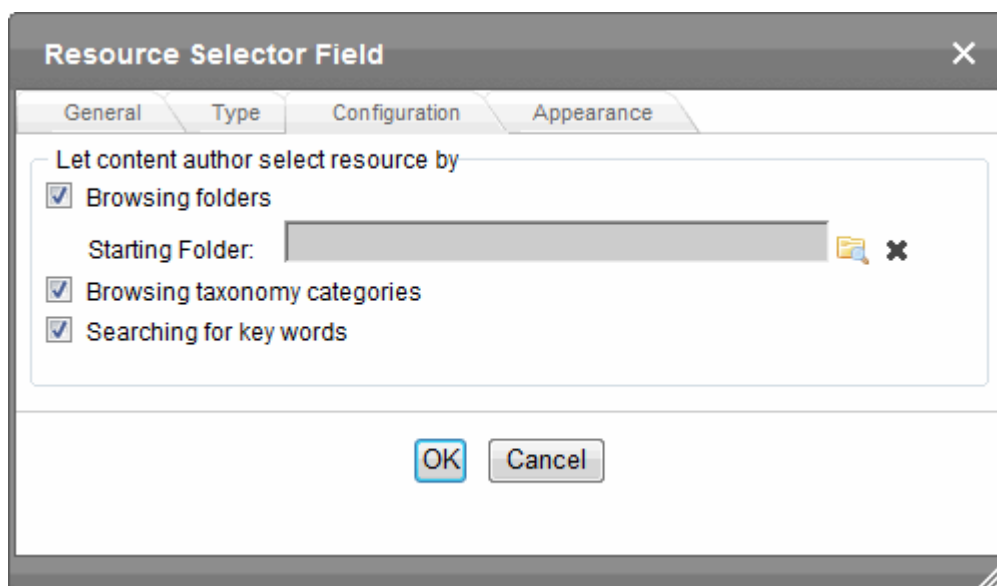 Resource Selector Field
General Type Configuration Appearance
Let content author select resource by
Browsing folders
Starting Folder:
Browsing taxonomy categories
Searching for key words
OK Cancel